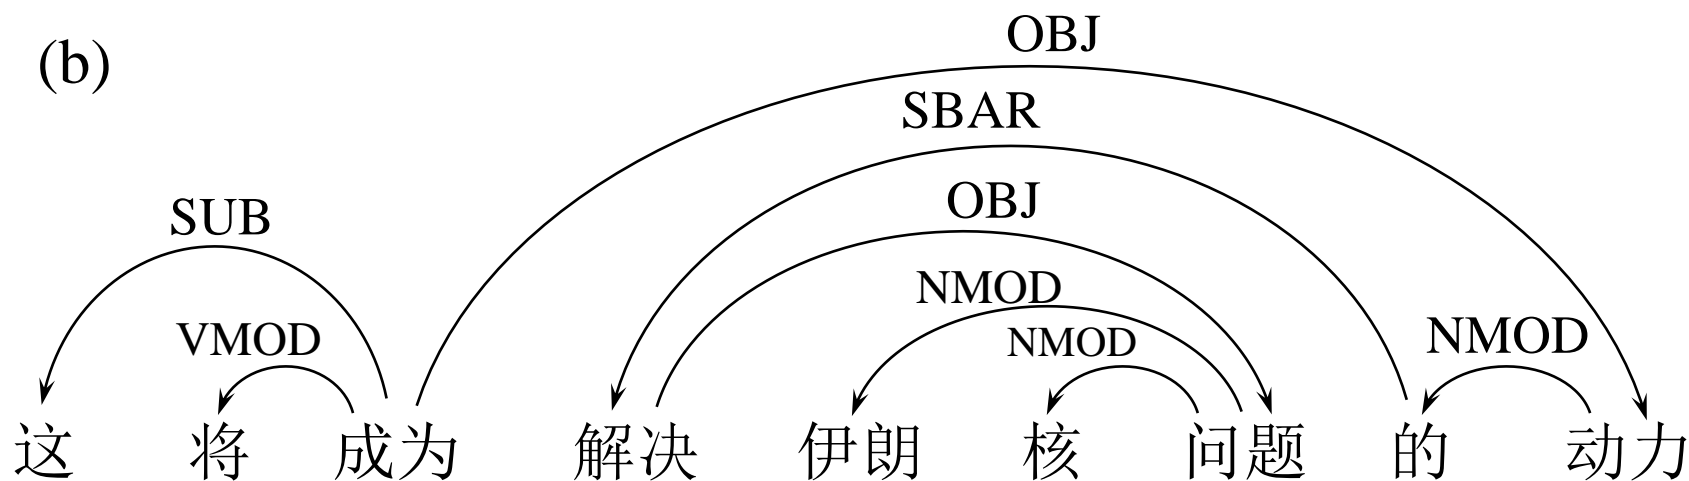 (b)
OBJ
SBAR
OBJ
SUB
NMOD
VMOD
NMOD
NMOD
这 将 成为 解决 伊朗 核 问题 的 动力